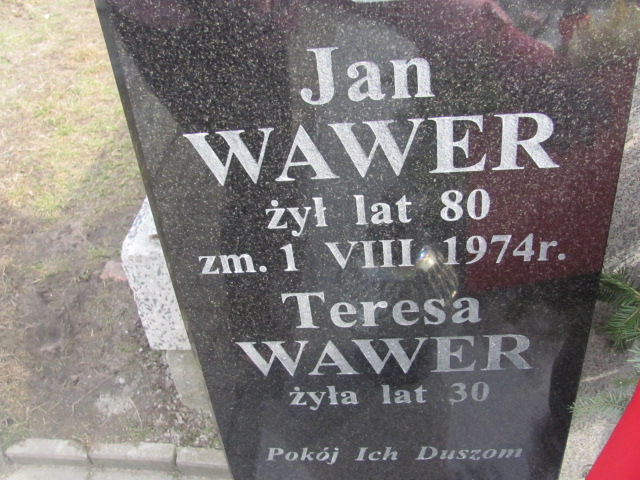 Jan
WAWER
żył lat 80
zm. 1 VIII 1974r.
Teresa
WAWER
żyła lat 30
Pokój Ich Duszom